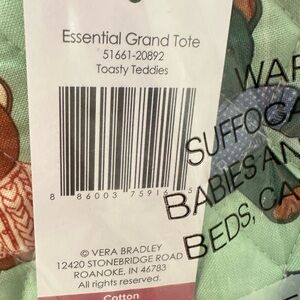 Essential Grand Tote
51661-20892
Toasty Teddies
8 86003 75916 5
© VERA BRADLEY
12420 STONEBRIDGE ROAD
ROANOKE, IN 46783
All rights reserved.
Cotton
WAR
SUFFOCA
BABIES AN
BEDS, CA